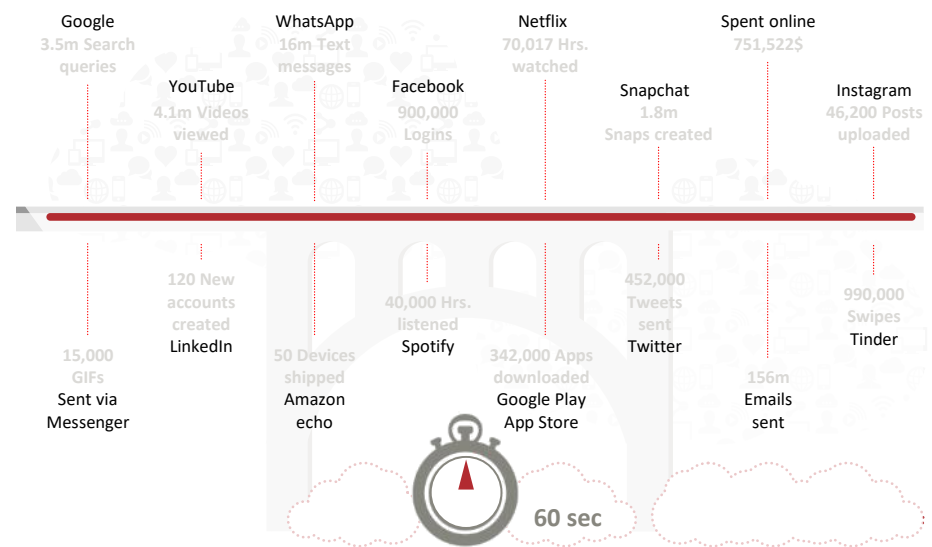 Google
3.5m Search
queries
YouTube
4.1m Videos
viewed
WhatsApp
16m Text
messages
Facebook
900,000
Logins
Netflix
70,017 Hrs.
watched
Snapchat
1.8m
Snaps created
Spent online
751,522$
Instagram
46,200 Posts
uploaded
15,000
GIFs
Sent via
Messenger
120 New
accounts
created
LinkedIn
50 Devices
shipped
Amazon
echo
40,000 Hrs.
listened
Spotify
342,000 Apps
downloaded
Google Play
App Store
452,000
Tweets
sent
Twitter
156m
Emails
sent
990,000
Swipes
Tinder
60 sec